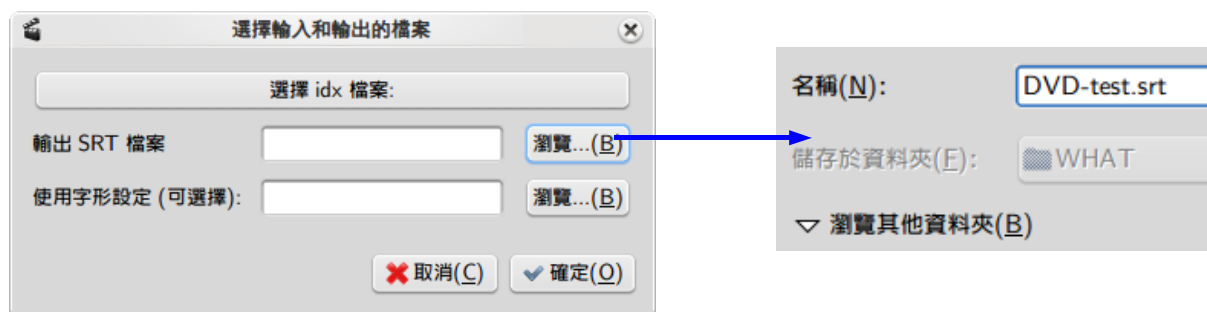 選擇輸入和輸出的檔案
選擇 idx 檔案:
輸出 SRT 檔案
瀏覽...(B)
使用字形設定 (可選擇):
瀏覽...(B)
取消(C)
確定(O)
名稱(N):
DVD-test.srt
儲存於資料夾(F):
WHAT
瀏覽其他資料夾(B)